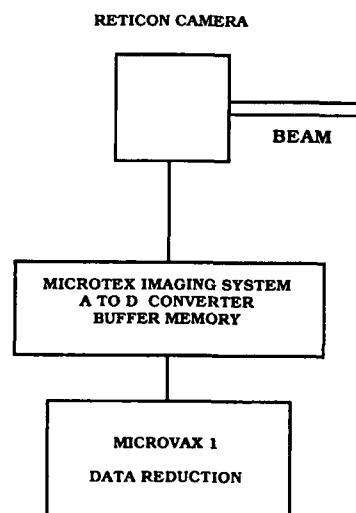 RETICON CAMERA
BEAM
MICROTEX IMAGING SYSTEM
A TO D CONVERTER
BUFFER MEMORY
MICROVAX 1
DATA REDUCTION